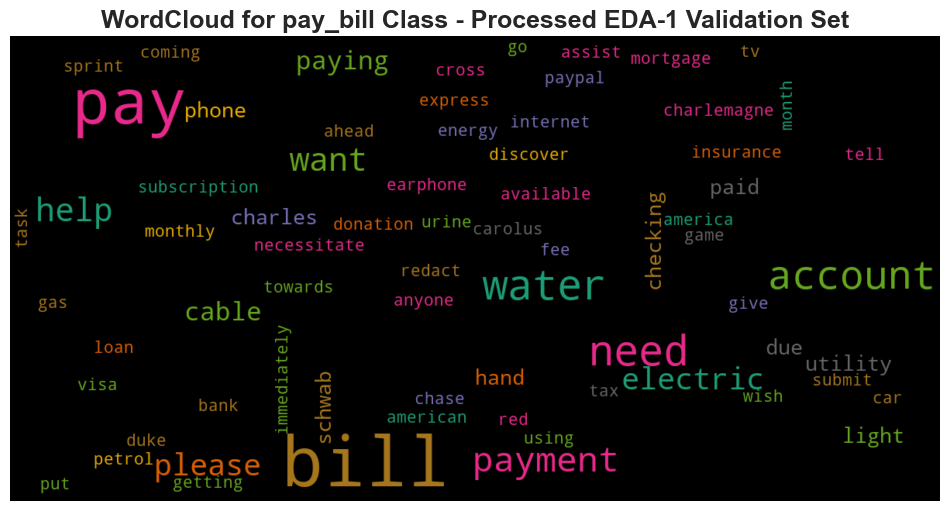 WordCloud for pay_bill Class - Processed EDA-1 Validation Set
go
coming
assist
tv
mortgage
sprint
paying
cross
paypal
pay
phone
express
month
charlemagne
internet
ahead
energy
want
discover
insurance
tell
subscription
earphone
available
paid
help
charles
task
monthly
donation
urine
carolus
checking
america
game
necessitate
fee
redact
towards
water
account
gas
anyone
give
cable
loan
need
due
utility
visa
immediately
schwab
hand
electric
submit
bank
chase
tax
wish
car
american
red
duke
using
light
petrol
please
bill
payment
put
getting